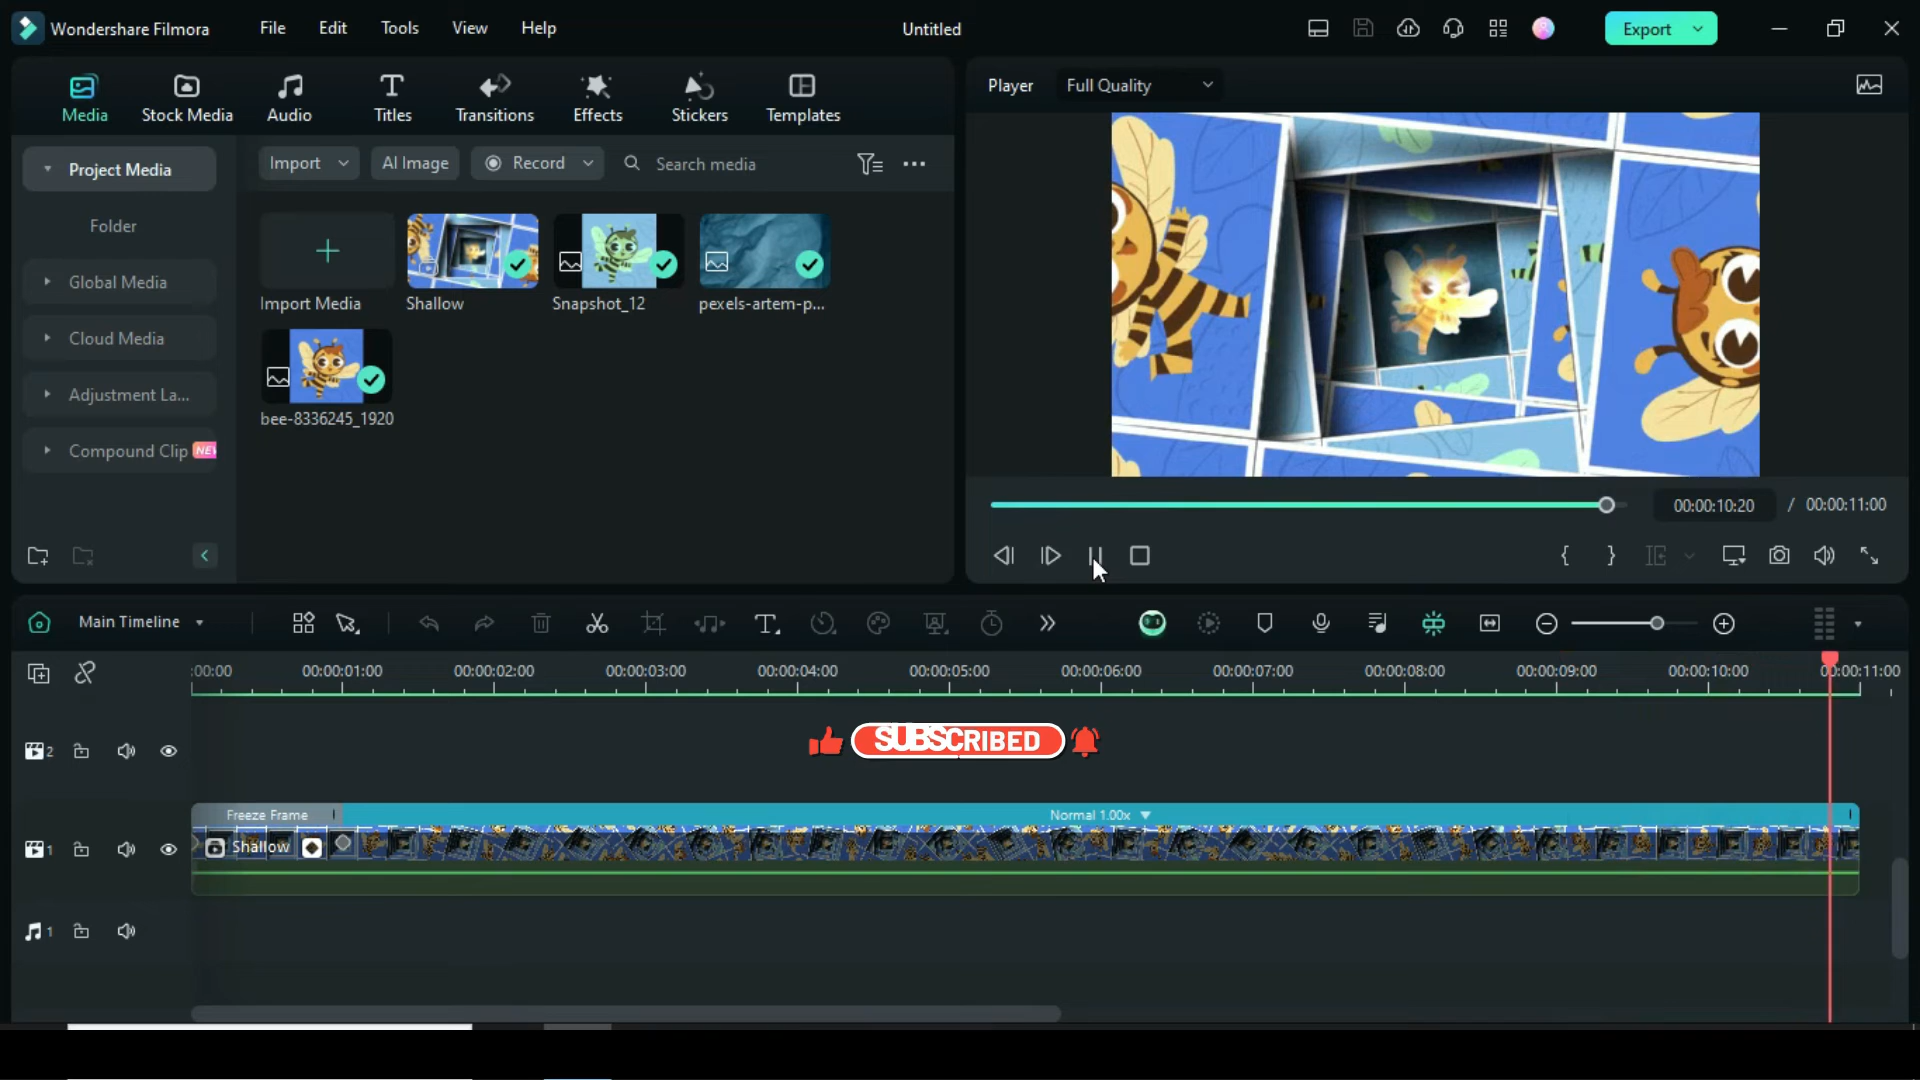 Wondershare Filmora File Edit Tools View Help Untitled Export
Media Stock Media Audio Titles Transitions Effects Stickers Templates
Player Full Quality
Project Media
Import AI Image Record Search media
Folder
Global Media
Cloud Media
Adjustment La...
Compound Clip NEW
Import Media Shallow Snapshot_12 pexels-artem-p...
bee-8336245_1920
00:00:10:20 / 00:00:11:00
Main Timeline
:00:00 00:00:01:00 00:00:02:00 00:00:03:00 00:00:04:00 00:00:05:00 00:00:06:00 00:00:07:00 00:00:08:00 00:00:09:00 00:00:10:00 00:00:11:00
2
SUBSCRIBED
Freeze Frame Normal 1.00x
1 Shallow
1